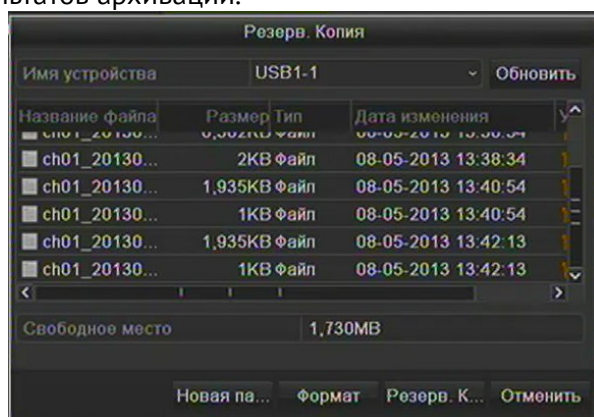 льтатов архивации.
Резерв. Копия
Имя устройства USB1-1 Обновить
Название файла Размер Тип Дата изменения У
ch01_20130...
ch01_20130... 2KB Файл 08-05-2013 13:38:34
ch01_20130... 1,935KB Файл 08-05-2013 13:40:54
ch01_20130... 1KB Файл 08-05-2013 13:40:54
ch01_20130... 1,935KB Файл 08-05-2013 13:42:13
ch01_20130... 1KB Файл 08-05-2013 13:42:13
Свободное место 1,730MB
Новая па... Формат Резерв. К... Отменить